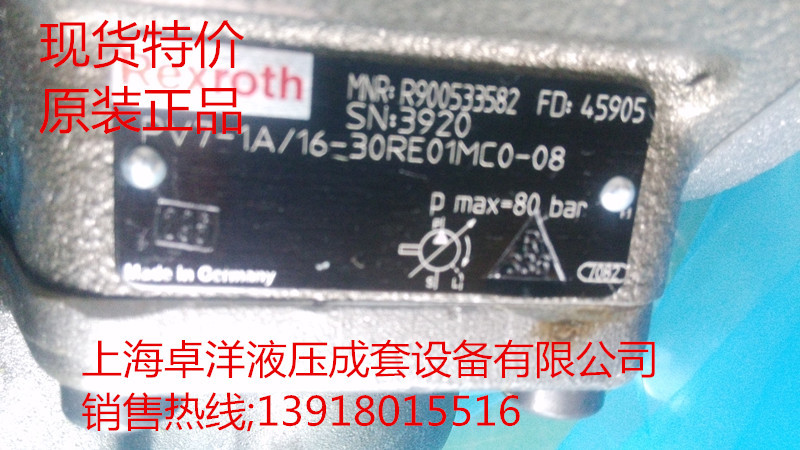 现货特价
Rexroth
原装正品
MNR: R900533582 FD: 45905
SN:3920
PV7-1A/16-30RE01MC0-08
p max=80 bar
Made in Germany
7082
上海卓洋液压成套设备有限公司
销售热线;13918015516